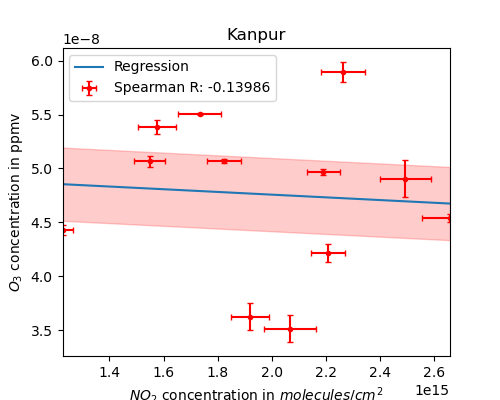 Kanpur
1e−8
Regression
Spearman R: -0.13986
6.0
5.5
5.0
4.5
4.0
3.5
O₃ concentration in ppmv
1.4 1.6 1.8 2.0 2.2 2.4 2.6
1e15
NO₂ concentration in molecules/cm²